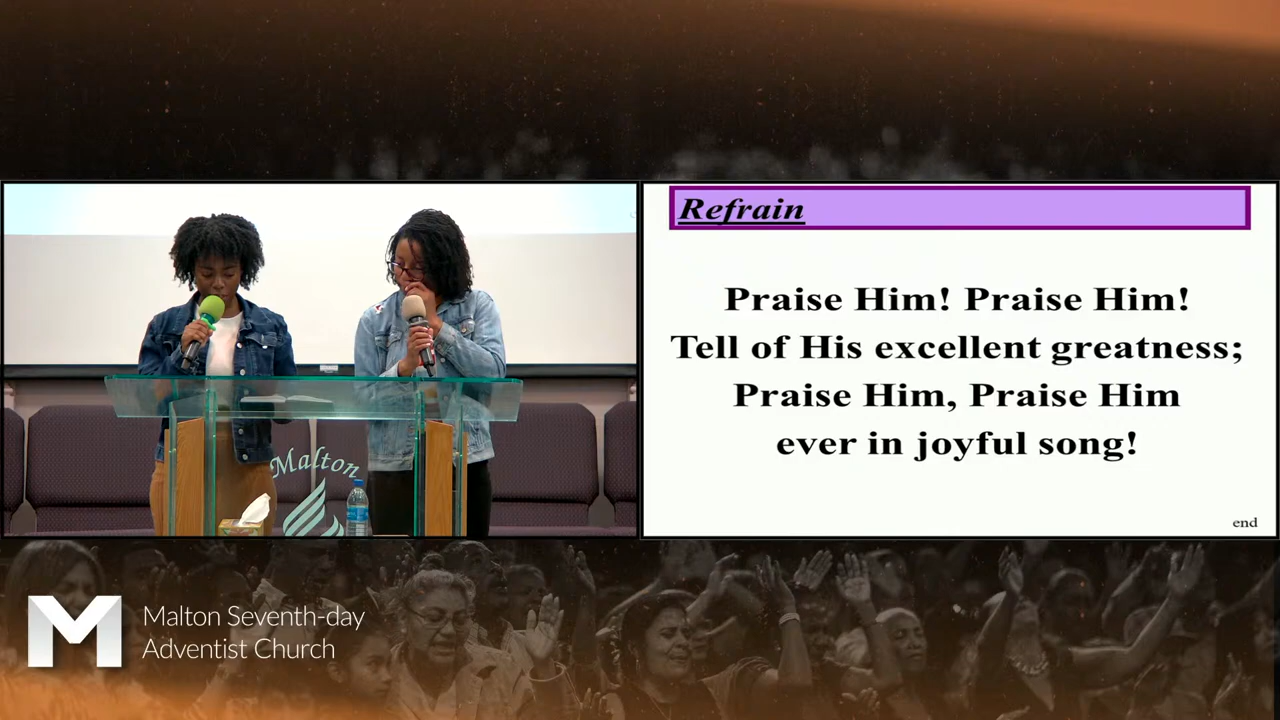 Refrain
Praise Him! Praise Him!
Tell of His excellent greatness;
Praise Him, Praise Him
ever in joyful song!
end
Malton
M
Malton Seventh-day
Adventist Church